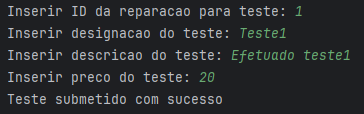 Inserir ID da reparacao para teste: 1
Inserir designacao do teste: Teste1
Inserir descricao do teste: Efetuado teste1
Inserir preco do teste: 20
Teste submetido com sucesso